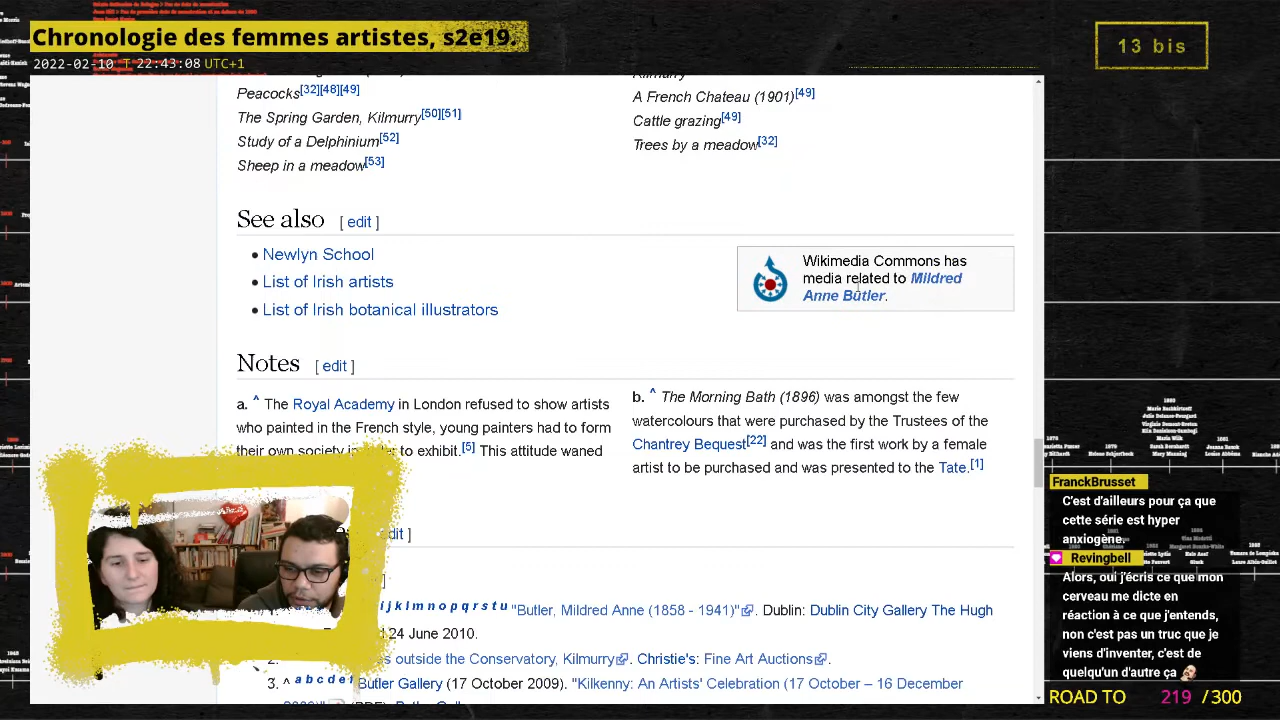 Chronologie des femmes artistes, s2e19.
2022-02-10 T 22:43:08 UTC+1
13 bis
Peacocks[32][48][49]
The Spring Garden, Kilmurry[50][51]
Study of a Delphinium[52]
Sheep in a meadow[53]
Kilmurry
A French Chateau (1901)[49]
Cattle grazing[49]
Trees by a meadow[32]
See also [ edit ]
• Newlyn School
• List of Irish artists
• List of Irish botanical illustrators
Wikimedia Commons has
media related to Mildred
Anne Butler.
Notes [ edit ]
a. ^ The Royal Academy in London refused to show artists
who painted in the French style, young painters had to form
their own society to exhibit.[5] This attitude waned
b. ^ The Morning Bath (1896) was amongst the few
watercolours that were purchased by the Trustees of the
Chantrey Bequest[22] and was the first work by a female
artist to be purchased and was presented to the Tate.[1]
dit ]
]
i j k l m n o p q r s t u "Butler, Mildred Anne (1858 - 1941)". Dublin: Dublin City Gallery The Hugh
24 June 2010.
2. s outside the Conservatory, Kilmurry. Christie's: Fine Art Auctions.
3. ^ a b c d e f Butler Gallery (17 October 2009). "Kilkenny: An Artists' Celebration (17 October – 16 December
FranckBrusset
C'est d'ailleurs pour ça que
cette série est hyper
anxiogène.
Revingbell
Alors, oui j'écris ce que mon
cerveau me dicte en
réaction à ce que j'entends,
non c'est pas un truc que je
viens d'inventer, c'est de
quelqu'un d'autre ça
ROAD TO 219 / 300